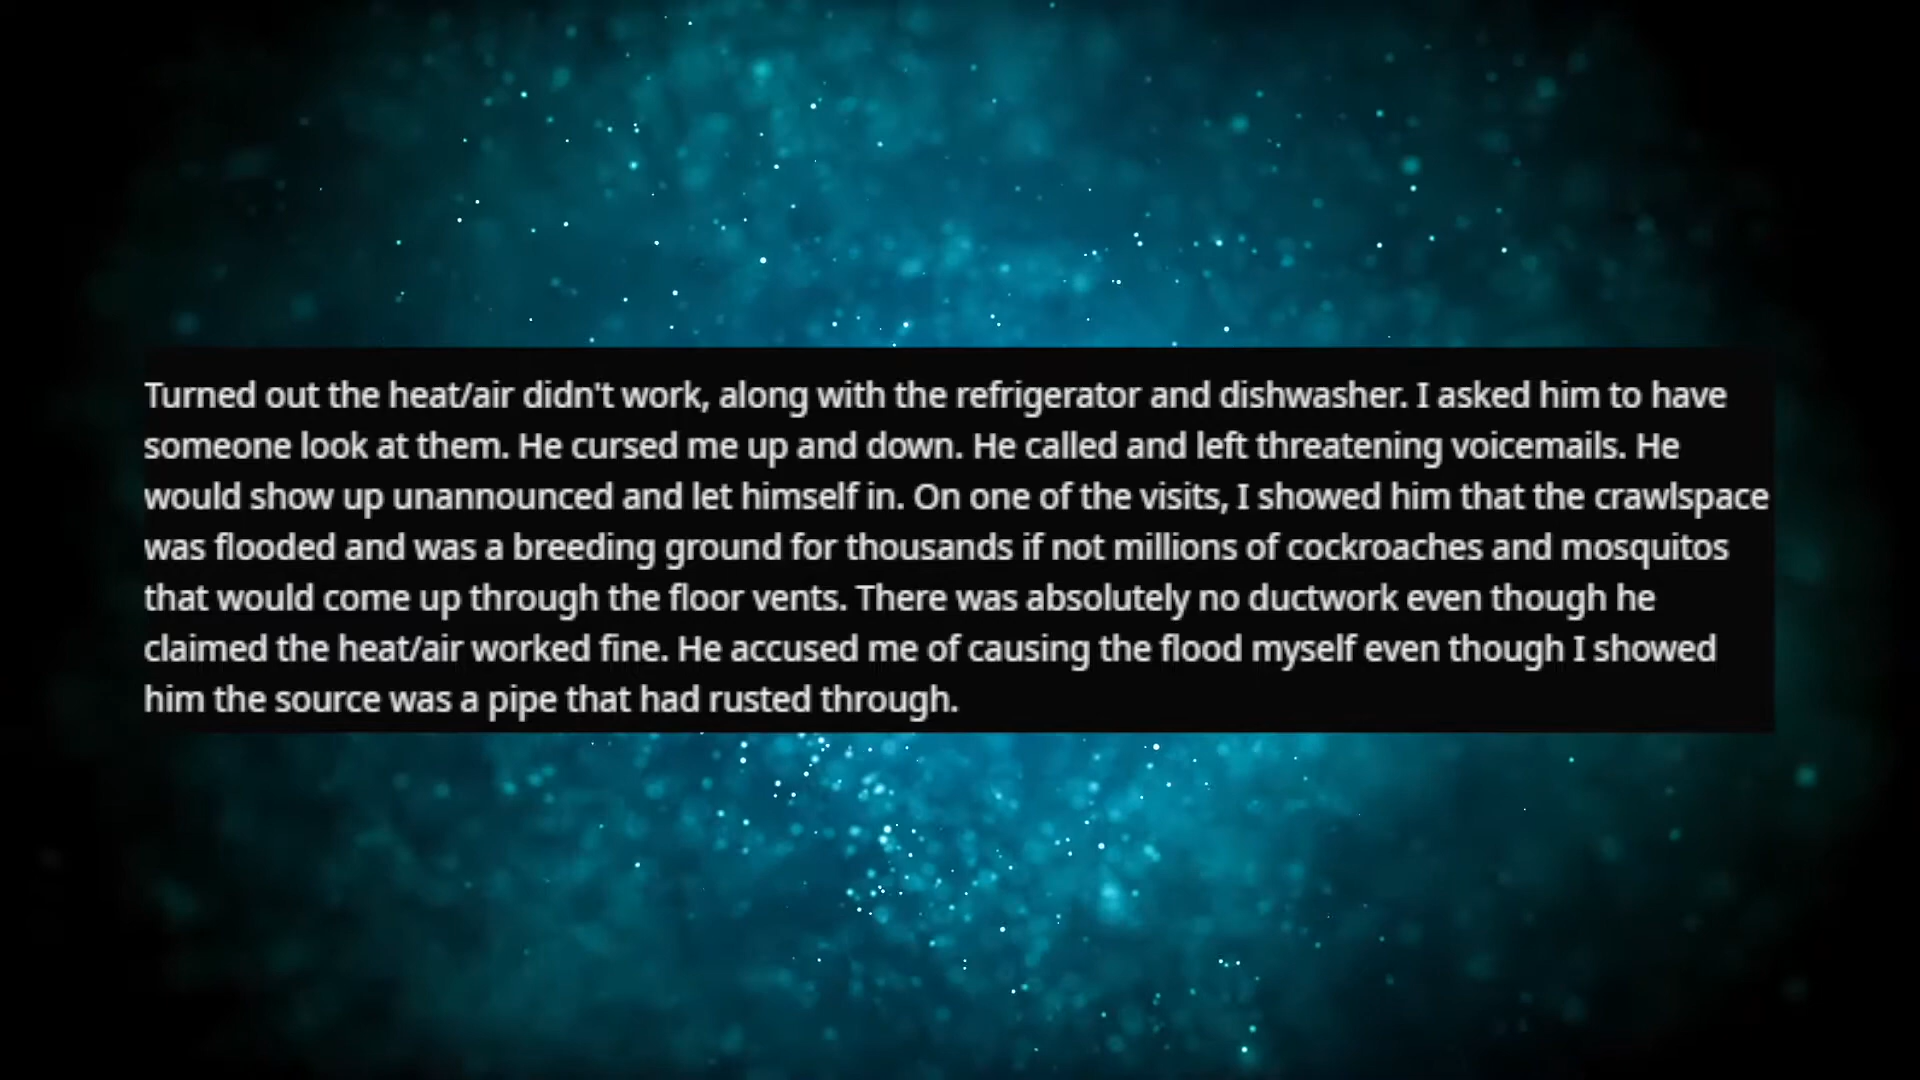 Turned out the heat/air didn't work, along with the refrigerator and dishwasher. I asked him to have
someone look at them. He cursed me up and down. He called and left threatening voicemails. He
would show up unannounced and let himself in. On one of the visits, I showed him that the crawlspace
was flooded and was a breeding ground for thousands if not millions of cockroaches and mosquitos
that would come up through the floor vents. There was absolutely no ductwork even though he
claimed the heat/air worked fine. He accused me of causing the flood myself even though I showed
him the source was a pipe that had rusted through.